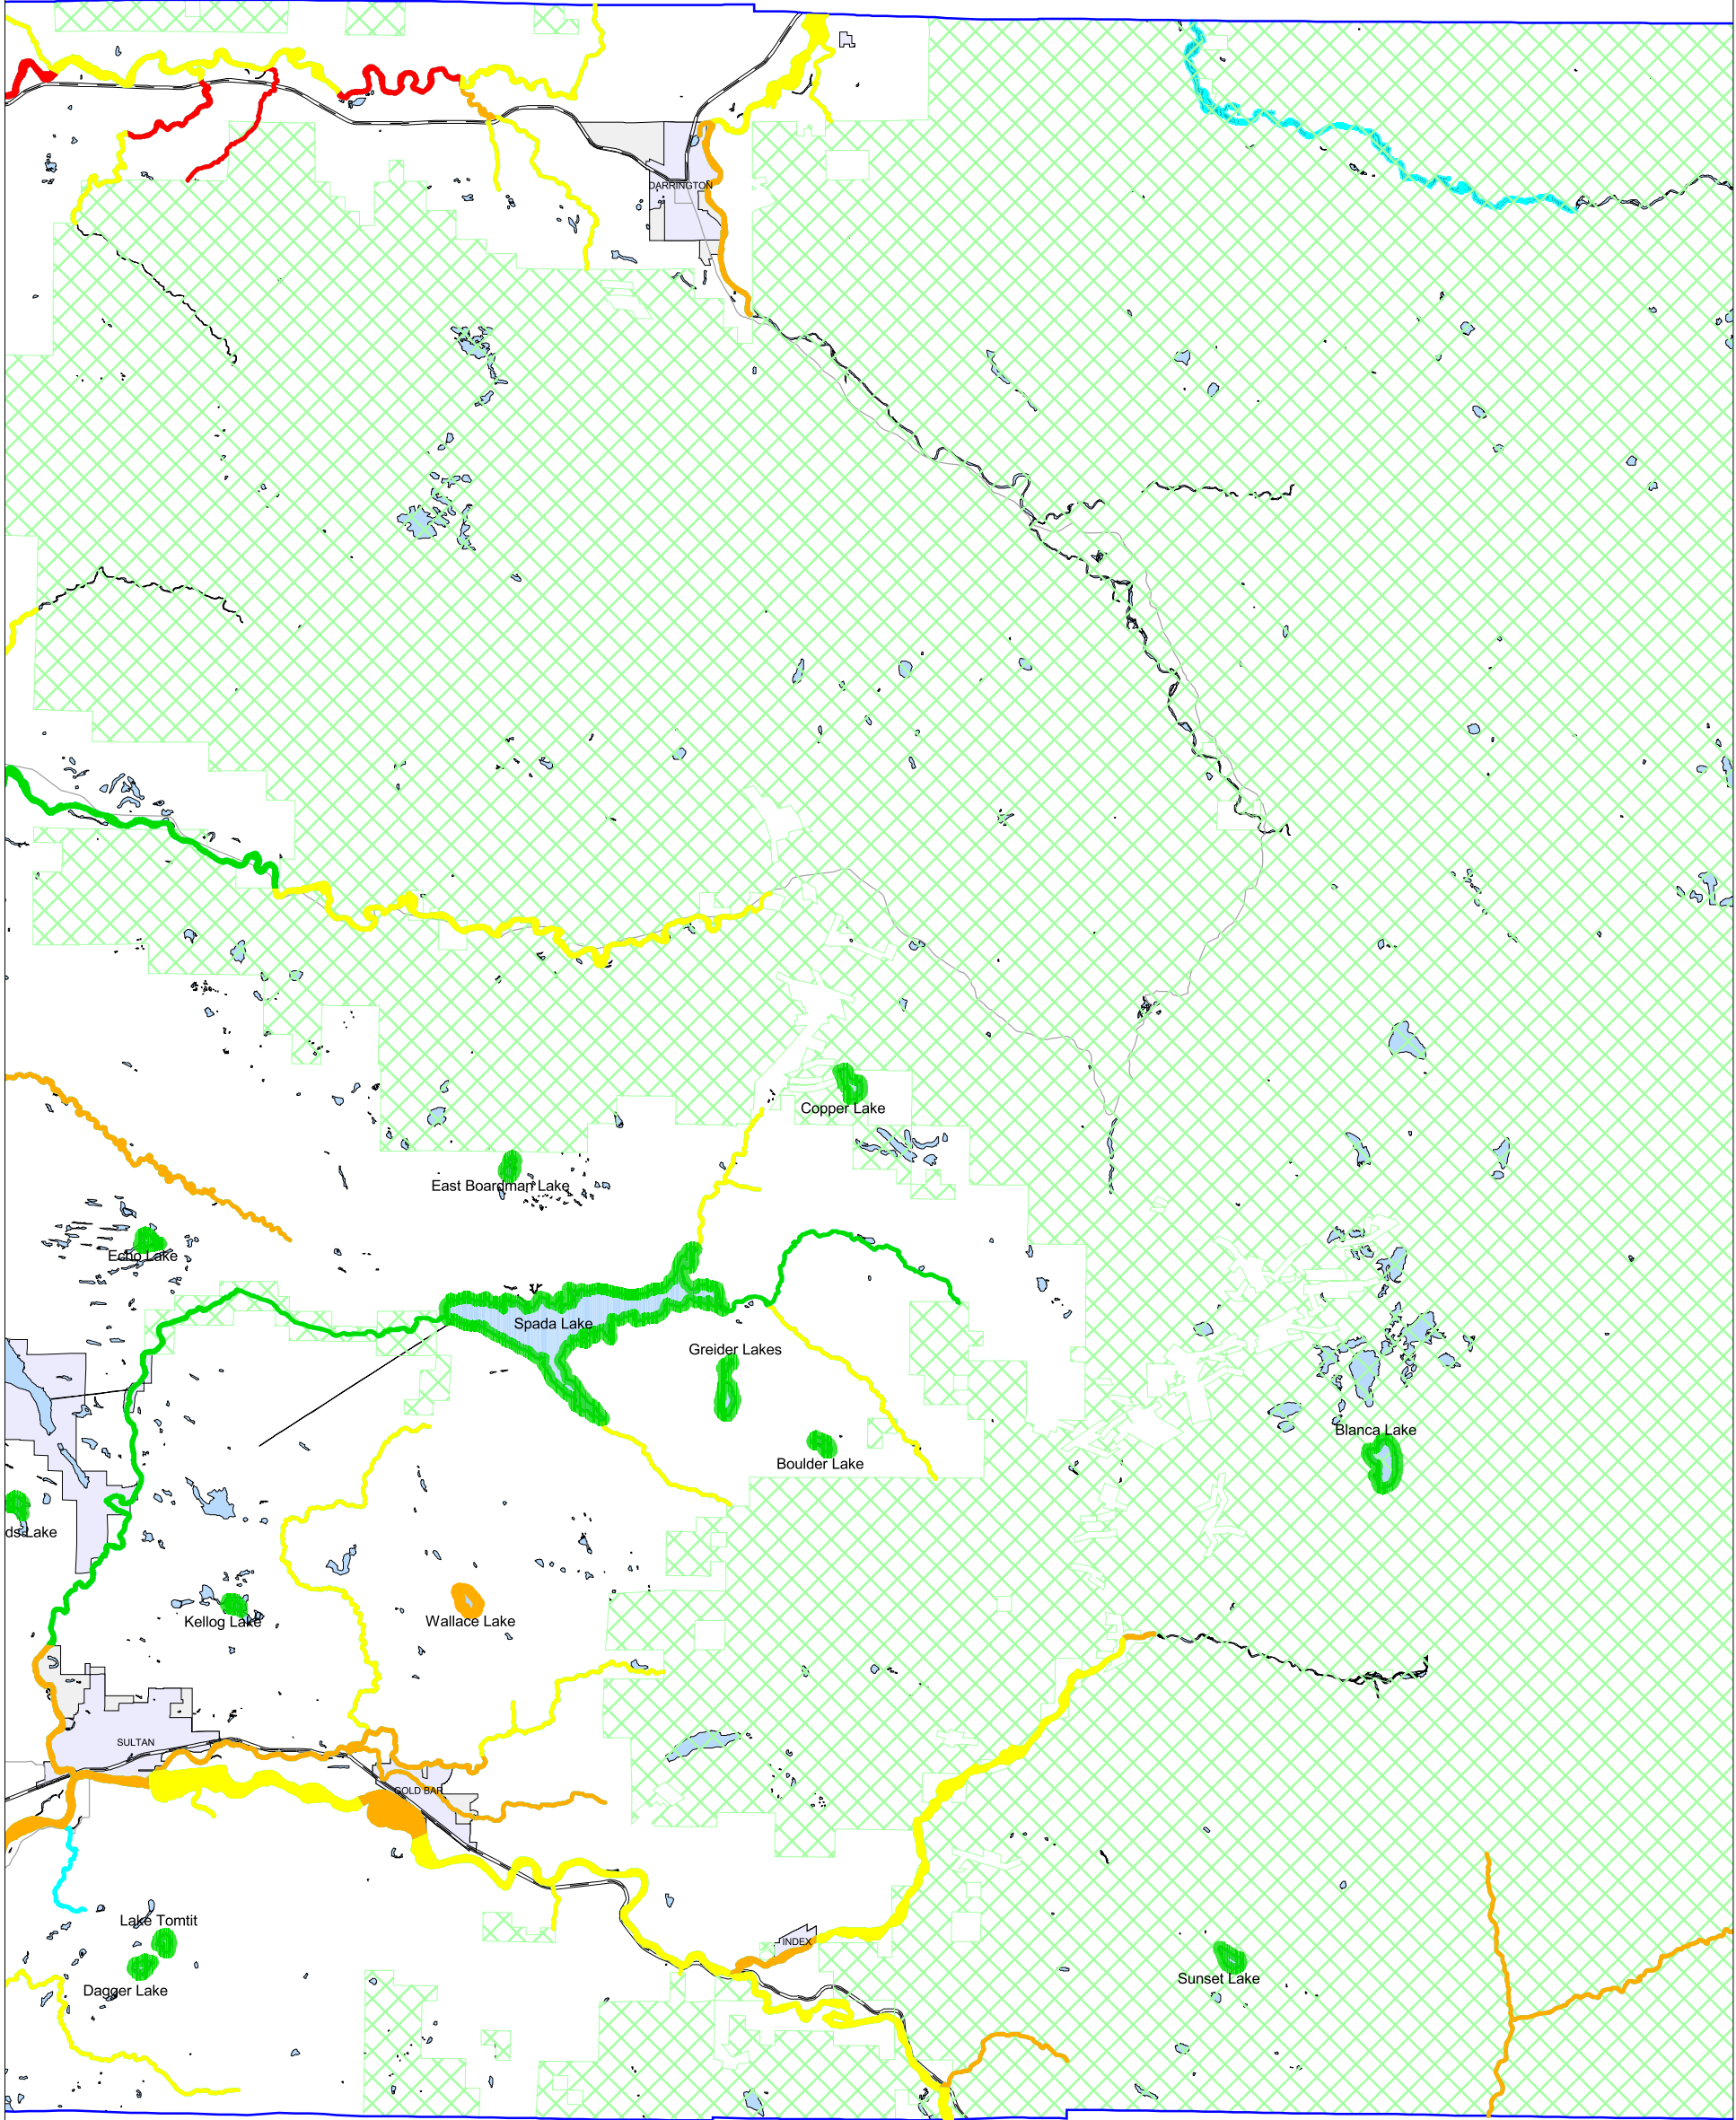 DARRINGTON
Copper Lake
East Boardman Lake
Echo Lake
Spada Lake
Greider Lakes
Blanca Lake
Boulder Lake
ds Lake
Kellog Lake
Wallace Lake
SULTAN
GOLD BAR
Lake Tomtit
INDEX
Sunset Lake
Dagger Lake